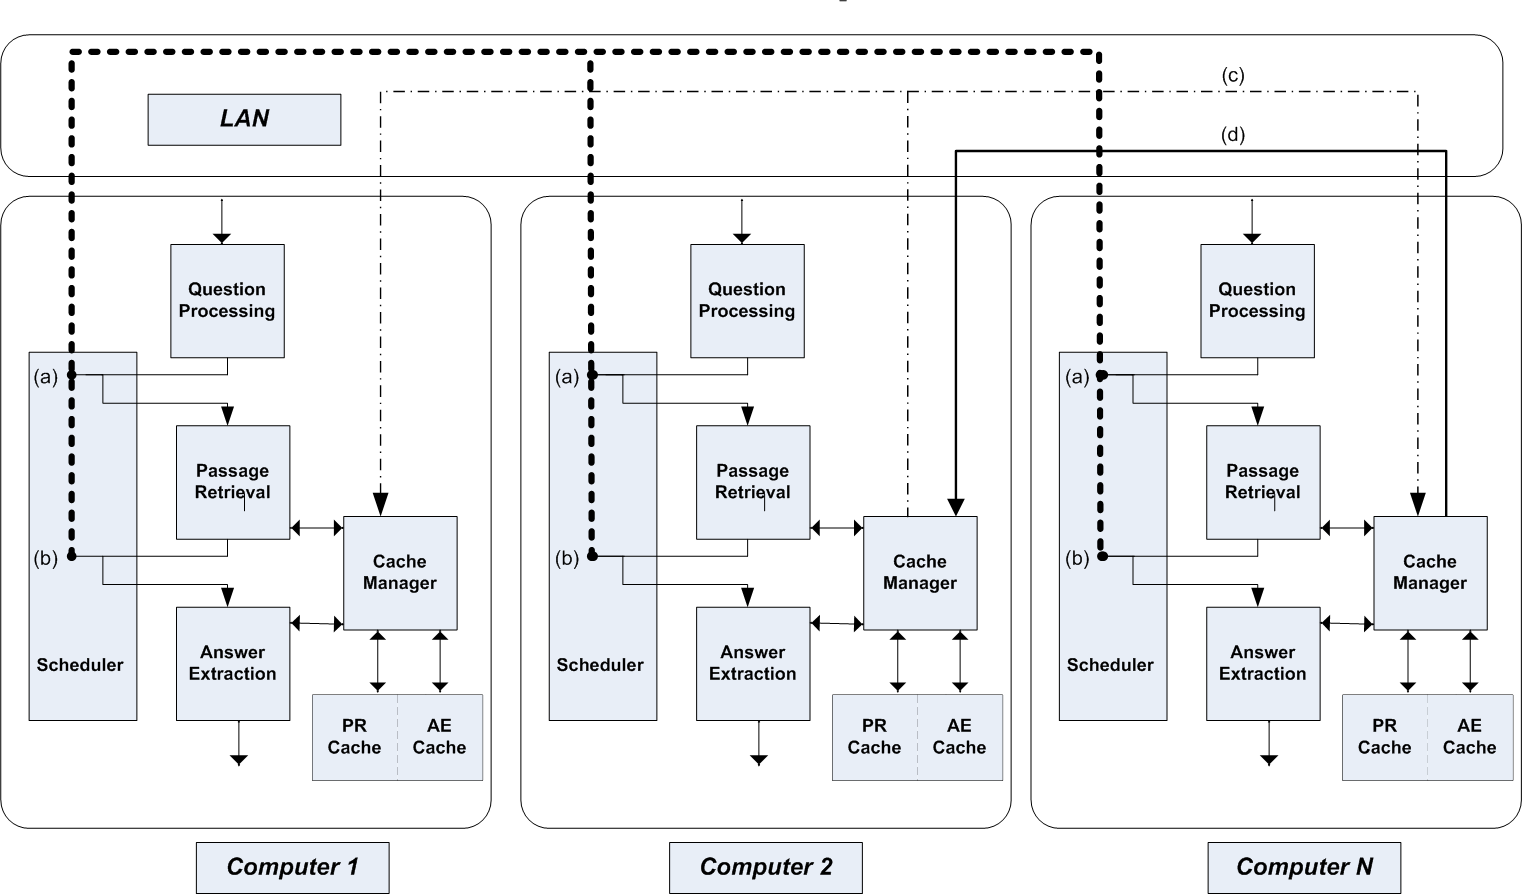 (c)
LAN
(d)
Question
Processing
(a)
Passage
Retrieval
(b)
Cache
Manager
Scheduler
Answer
Extraction
PR
Cache
AE
Cache
Computer 1
Question
Processing
(a)
Passage
Retrieval
(b)
Cache
Manager
Scheduler
Answer
Extraction
PR
Cache
AE
Cache
Computer 2
Question
Processing
(a)
Passage
Retrieval
(b)
Cache
Manager
Scheduler
Answer
Extraction
PR
Cache
AE
Cache
Computer N